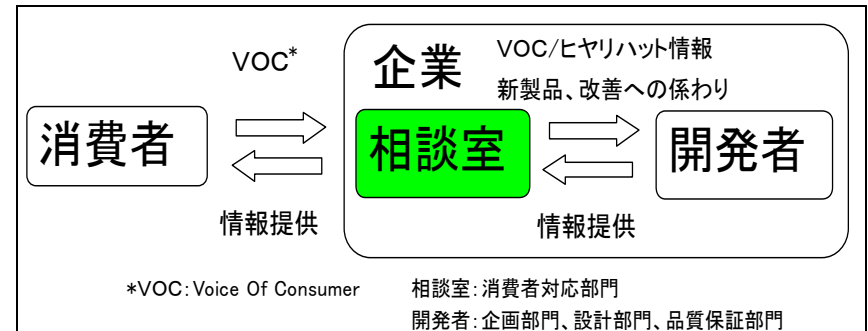 VOC*
企業
VOC/ヒヤリハット情報
新製品、改善への係わり
消費者
相談室
開発者
情報提供
情報提供
*VOC:Voice Of Consumer
相談室:消費者対応部門
開発者:企画部門、設計部門、品質保証部門